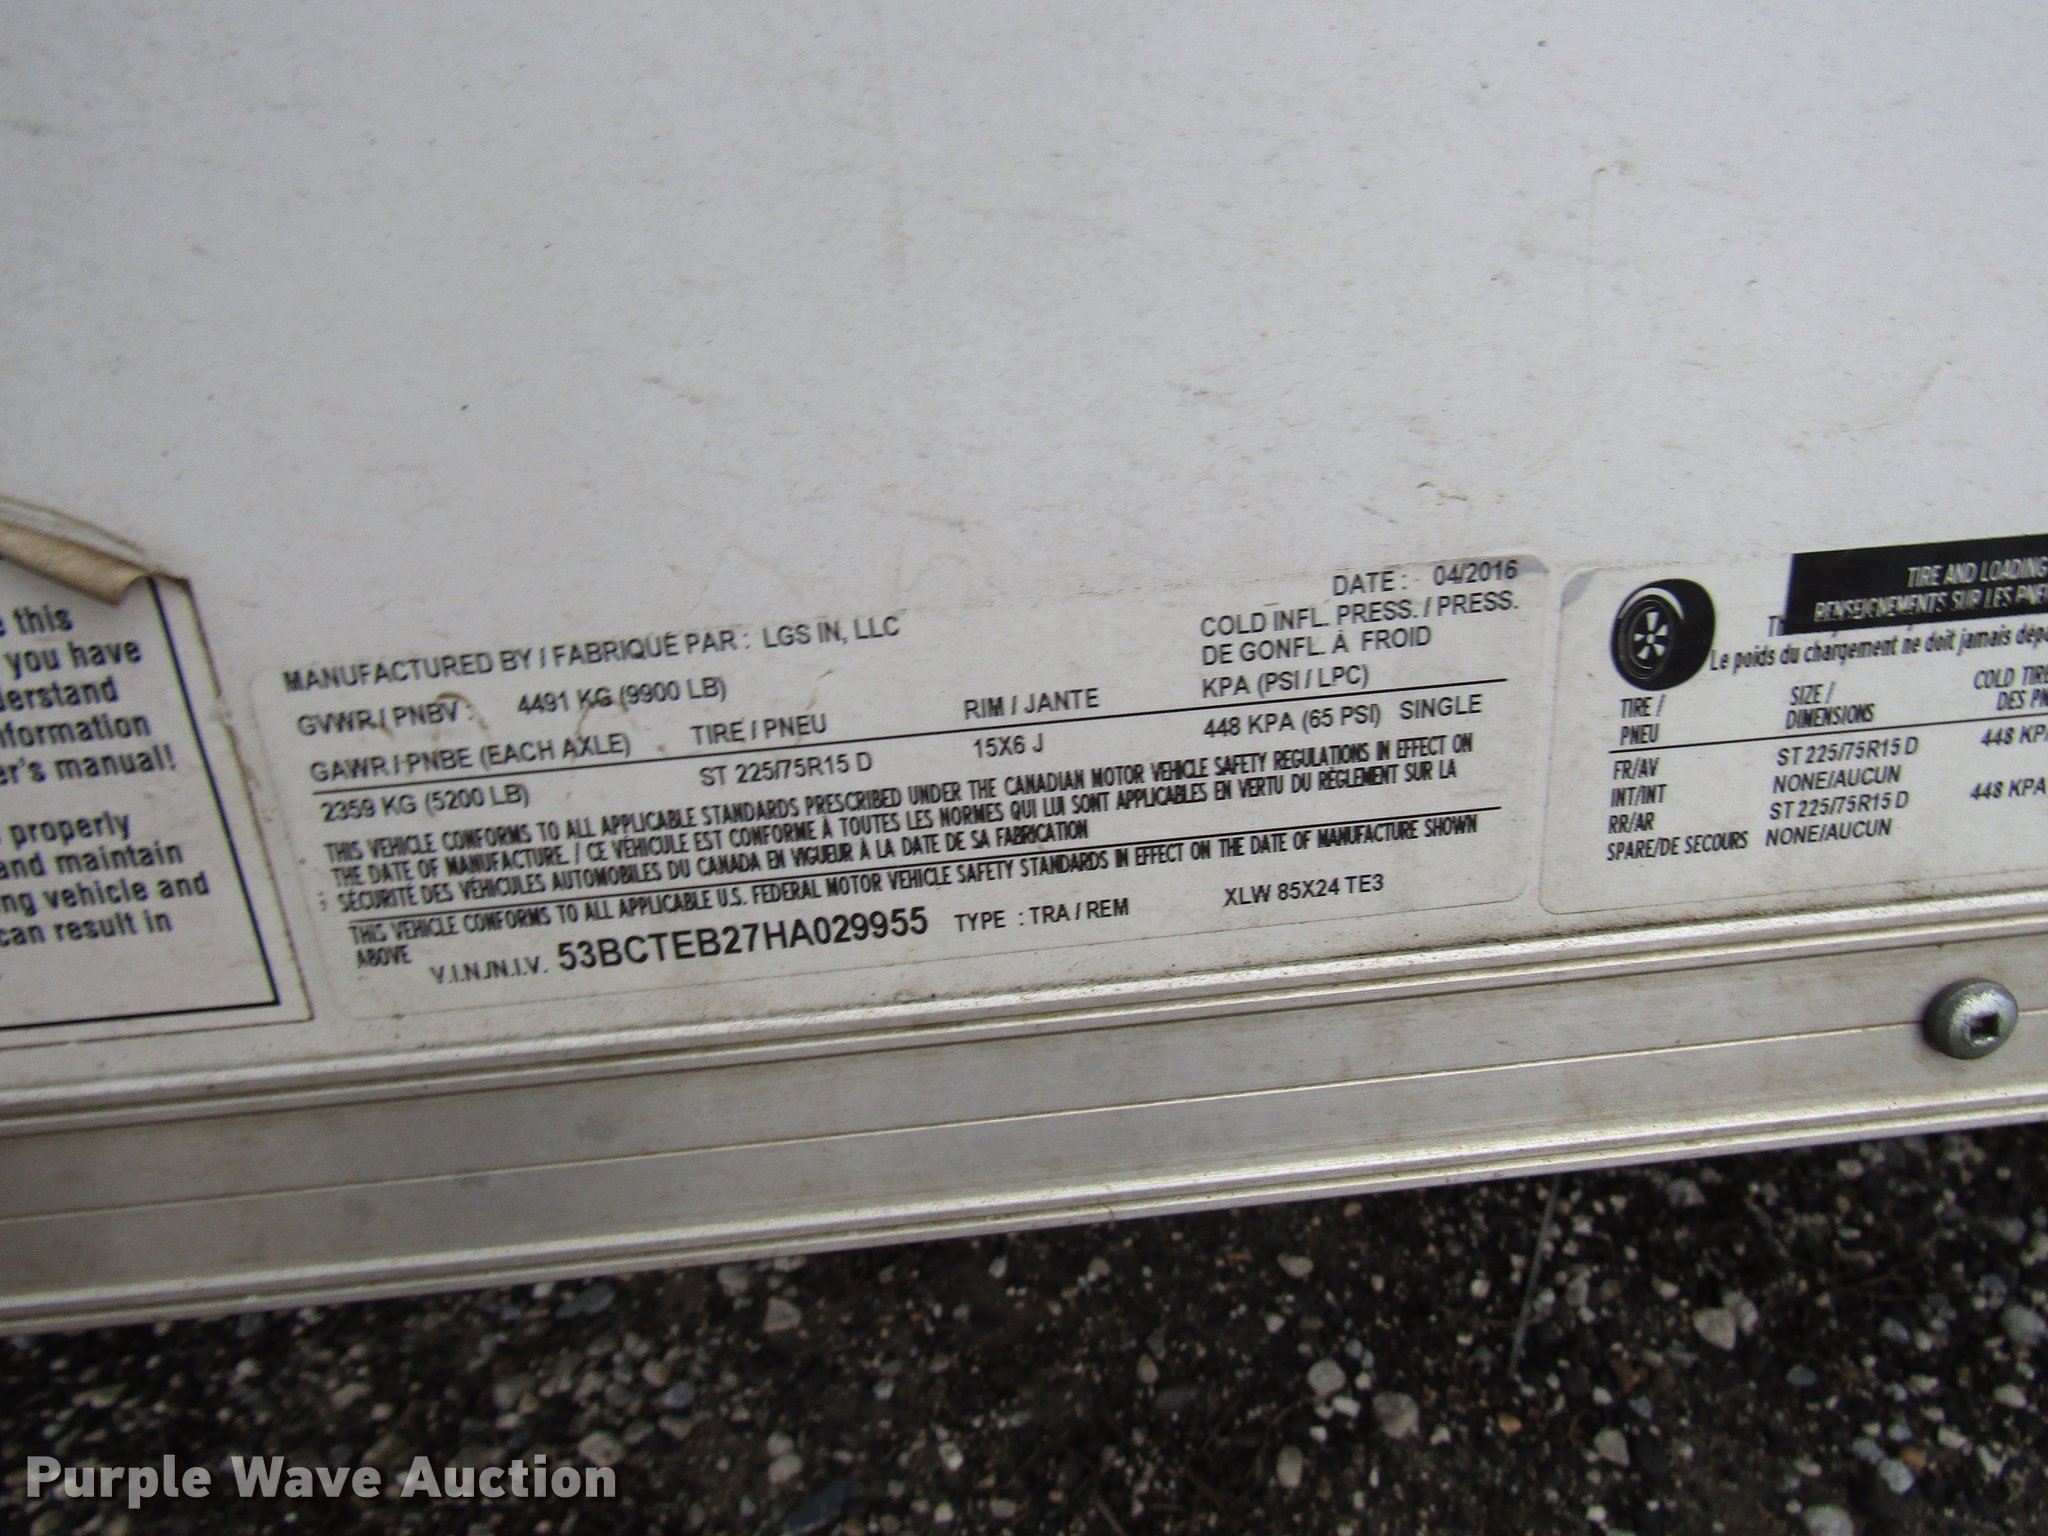 e this
you have
derstand
nformation
er's manual!
properly
and maintain
ng vehicle and
can result in
DATE : 04/2016
MANUFACTURED BY / FABRIQUÉ PAR : LGS IN, LLC
COLD INFL. PRESS. / PRESS.
DE GONFL. À FROID
GVWR / PNBV : 4491 KG (9900 LB)
KPA (PSI / LPC)
GAWR / PNBE (EACH AXLE) TIRE / PNEU RIM / JANTE
2359 KG (5200 LB) ST 225/75R15 D 15X6 J 448 KPA (65 PSI) SINGLE
THIS VEHICLE CONFORMS TO ALL APPLICABLE STANDARDS PRESCRIBED UNDER THE CANADIAN MOTOR VEHICLE SAFETY REGULATIONS IN EFFECT ON
THE DATE OF MANUFACTURE. / CE VÉHICULE EST CONFORME À TOUTES LES NORMES QUI LUI SONT APPLICABLES EN VERTU DU RÈGLEMENT SUR LA
SÉCURITÉ DES VÉHICULES AUTOMOBILES DU CANADA EN VIGUEUR À LA DATE DE SA FABRICATION
THIS VEHICLE CONFORMS TO ALL APPLICABLE U.S. FEDERAL MOTOR VEHICLE SAFETY STANDARDS IN EFFECT ON THE DATE OF MANUFACTURE SHOWN
ABOVE
V.I.N./N.I.V. 53BCTEB27HA029955 TYPE : TRA / REM XLW 85X24 TE3
TIRE AND LOADING
RENSEIGNEMENTS SUR LES PNE
Th
Le poids du chargement ne doit jamais dépa
TIRE / SIZE / COLD TIRE
PNEU DIMENSIONS DES PN
FR/AV ST 225/75R15 D 448 KPA
INT/INT NONE/AUCUN
RR/AR ST 225/75R15 D 448 KPA
SPARE/DE SECOURS NONE/AUCUN
Purple Wave Auction